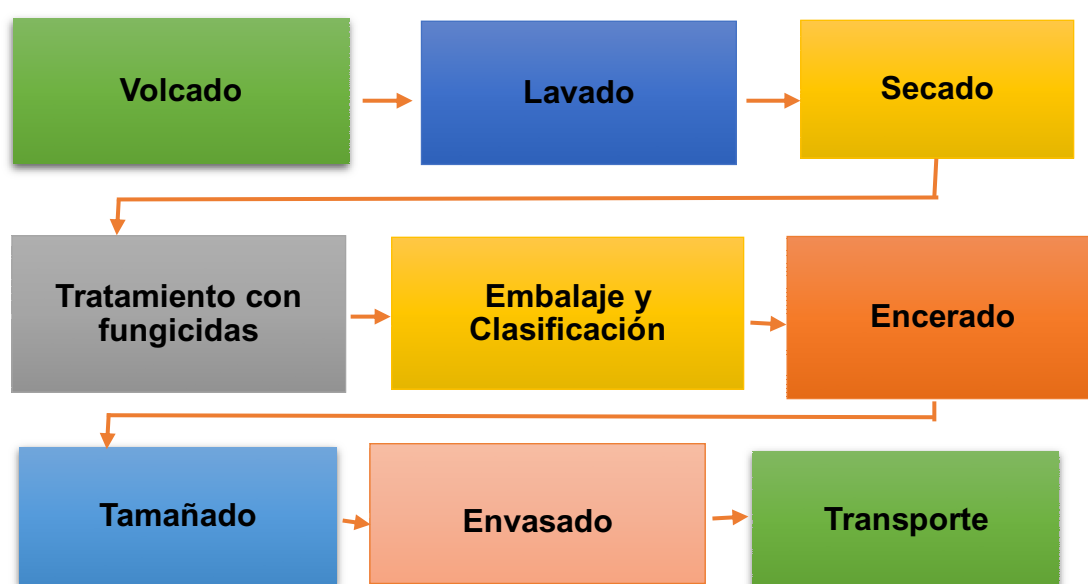 Volcado
Lavado
Secado
Tratamiento con
fungicidas
Embalaje y
Clasificación
Encerado
Tamañado
Envasado
Transporte